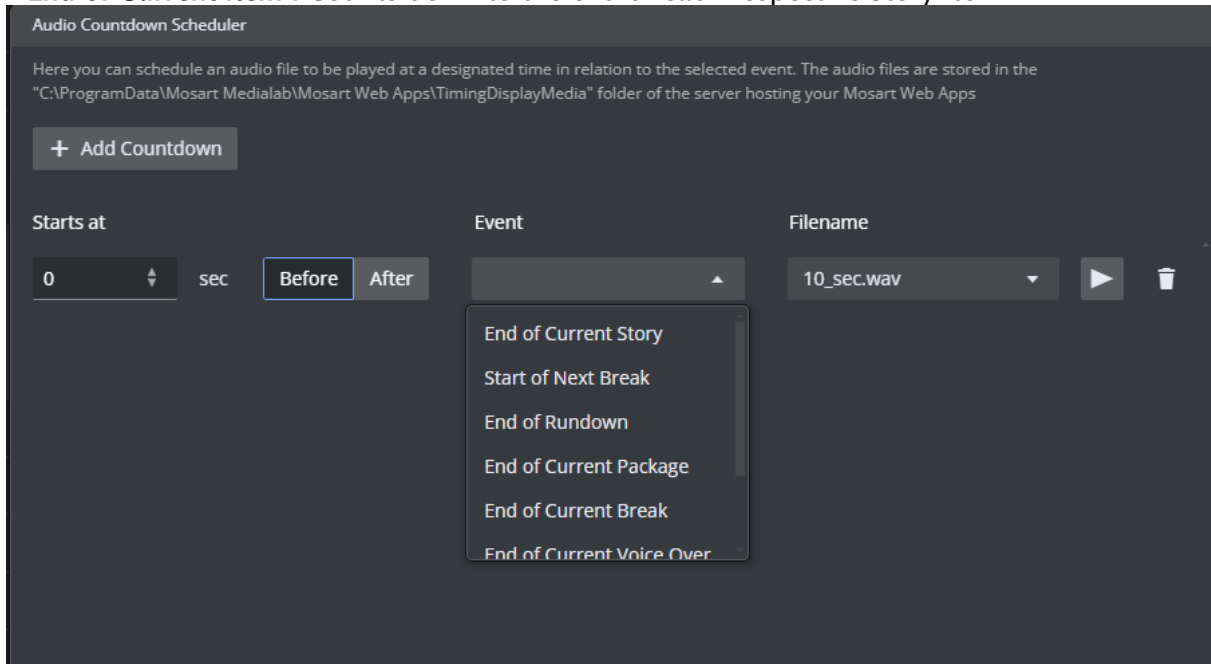 Audio Countdown Scheduler
Here you can schedule an audio file to be played at a designated time in relation to the selected event. The audio files are stored in the
"C:\ProgramData\Mosart Medialab\Mosart Web Apps\TimingDisplayMedia" folder of the server hosting your Mosart Web Apps
+ Add Countdown
Starts at Event Filename
0 sec Before After 10_sec.wav
End of Current Story
Start of Next Break
End of Rundown
End of Current Package
End of Current Break
End of Current Voice Over